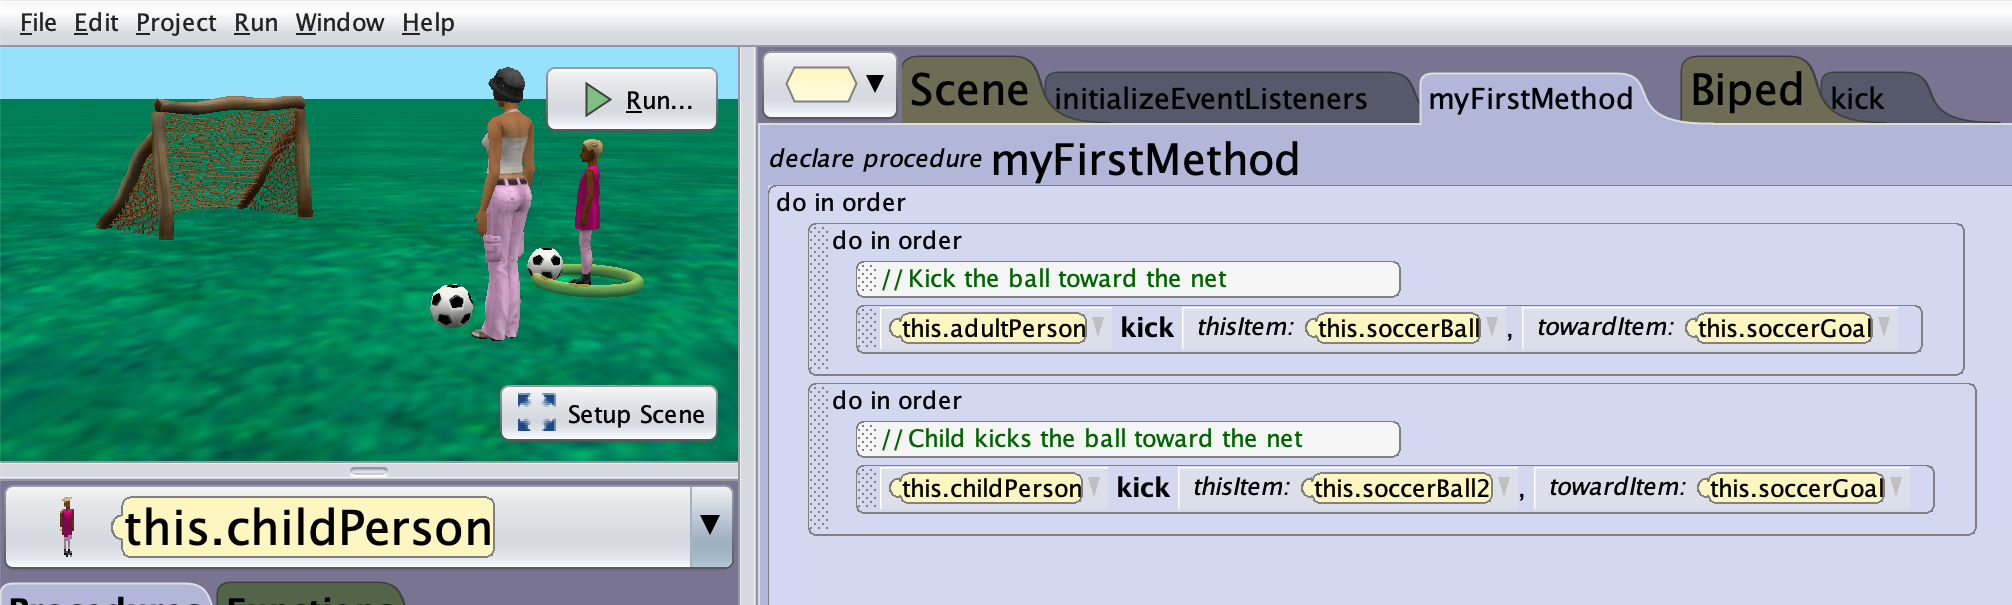 File Edit Project Run Window Help
Run...
Setup Scene
this.childPerson
Procedures Functions
Scene initializeEventListeners myFirstMethod Biped kick
declare procedure myFirstMethod
do in order
do in order
// Kick the ball toward the net
this.adultPerson kick thisItem: this.soccerBall , towardItem: this.soccerGoal
do in order
// Child kicks the ball toward the net
this.childPerson kick thisItem: this.soccerBall2 , towardItem: this.soccerGoal